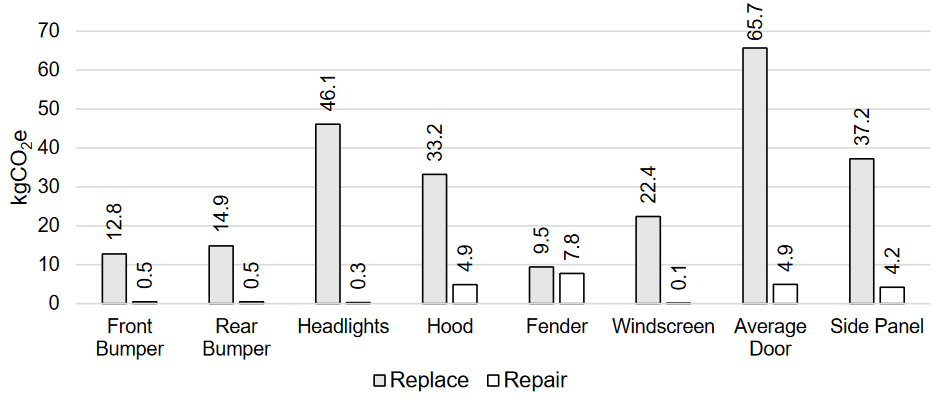 kgCO₂e
70
60
50
40
30
20
10
0
12.8
0.5
14.9
0.5
46.1
0.3
33.2
4.9
9.5
7.8
22.4
0.1
65.7
4.9
37.2
4.2
Front
Bumper
Rear
Bumper
Headlights
Hood
Fender
Windscreen
Average
Door
Side Panel
Replace
Repair